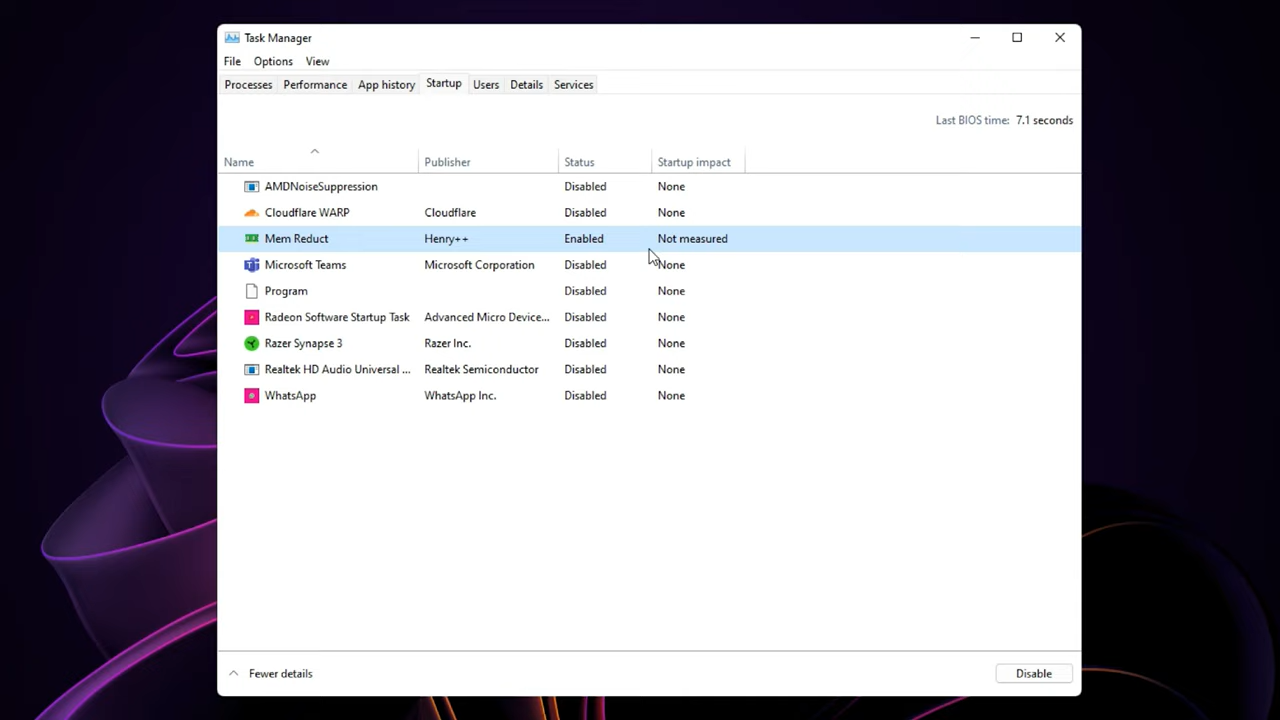 Task Manager
File Options View
Processes Performance App history Startup Users Details Services
Last BIOS time: 7.1 seconds
Name Publisher Status Startup impact
AMDNoiseSuppression Disabled None
Cloudflare WARP Cloudflare Disabled None
Mem Reduct Henry++ Enabled Not measured
Microsoft Teams Microsoft Corporation Disabled None
Program Disabled None
Radeon Software Startup Task Advanced Micro Device... Disabled None
Razer Synapse 3 Razer Inc. Disabled None
Realtek HD Audio Universal ... Realtek Semiconductor Disabled None
WhatsApp WhatsApp Inc. Disabled None
Fewer details Disable